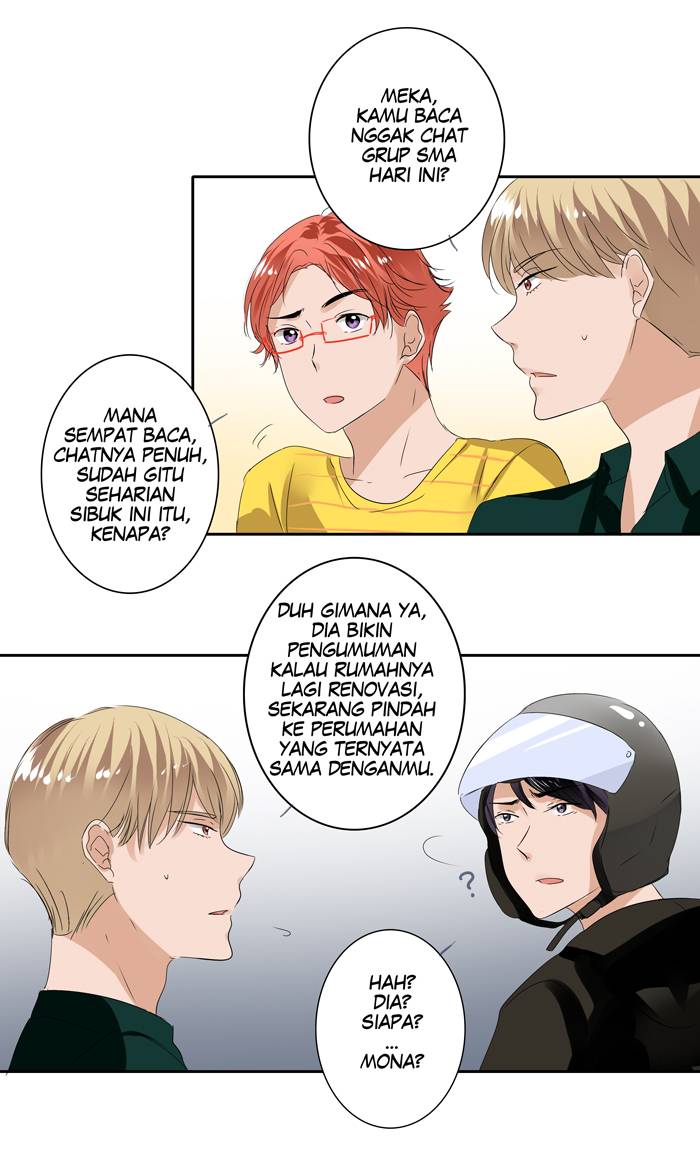 MEKA,
KAMU BACA
NGGAK CHAT
GRUP SMA
HARI INI?
MANA
SEMPAT BACA,
CHATNYA PENUH,
SUDAH GITU
SEHARIAN
SIBUK INI ITU,
KENAPA?
DUH GIMANA YA,
DIA BIKIN
PENGUMUMAN
KALAU RUMAHNYA
LAGI RENOVASI,
SEKARANG PINDAH
KE PERUMAHAN
YANG TERNYATA
SAMA DENGANMU.
?
HAH?
DIA?
SIAPA?
...
MONA?